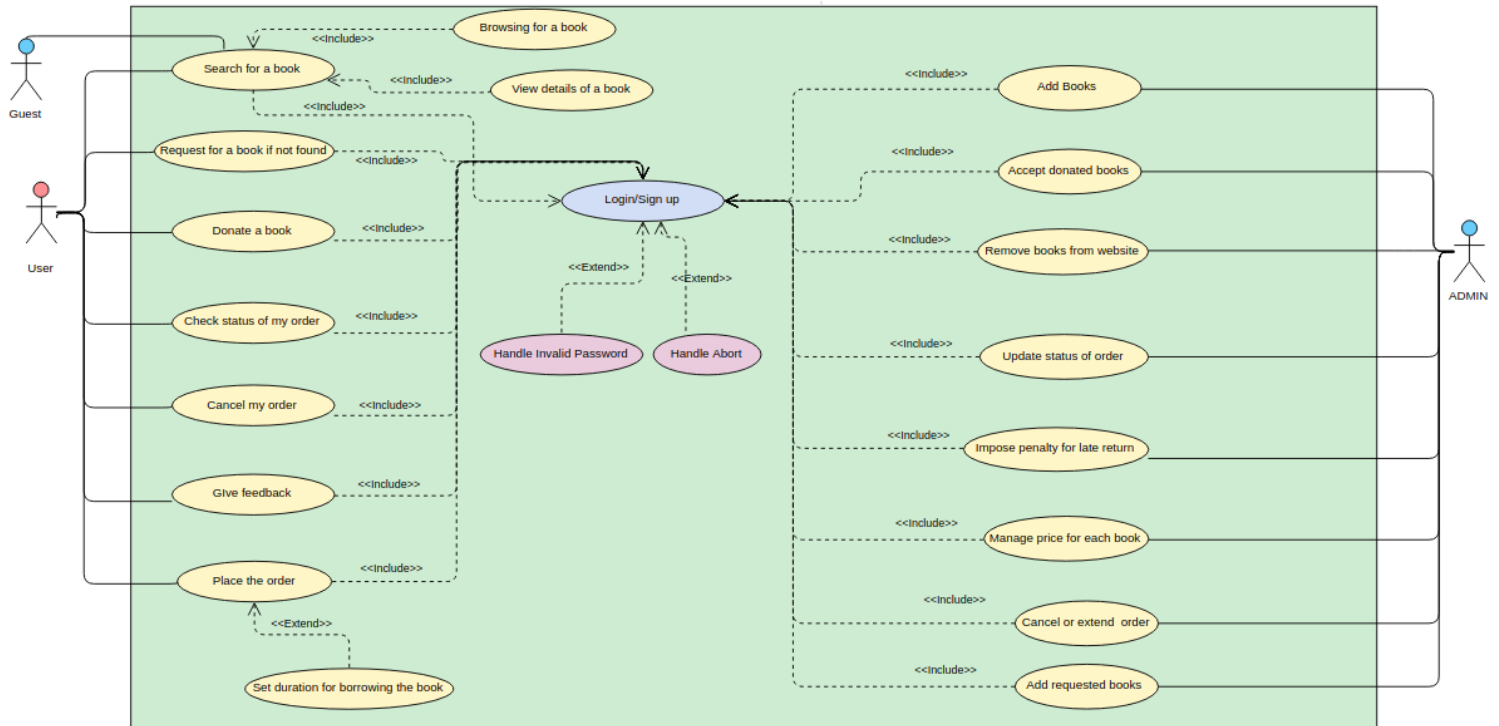 Browsing for a book
<<Include>>
Search for a book
<<Include>>
View details of a book
<<Include>>
Guest
Request for a book if not found
<<Include>>
User
Donate a book
<<Include>>
Check status of my order
<<Include>>
Cancel my order
<<Include>>
GIve feedback
<<Include>>
Place the order
<<Include>>
<<Extend>>
Set duration for borrowing the book
Login/Sign up
<<Extend>>
<<Extend>>
Handle Invalid Password
Handle Abort
<<Include>>
Add Books
<<Include>>
Accept donated books
<<Include>>
Remove books from website
ADMIN
<<Include>>
Update status of order
<<Include>>
Impose penalty for late return
<<Include>>
Manage price for each book
<<Include>>
Cancel or extend order
<<Include>>
Add requested books